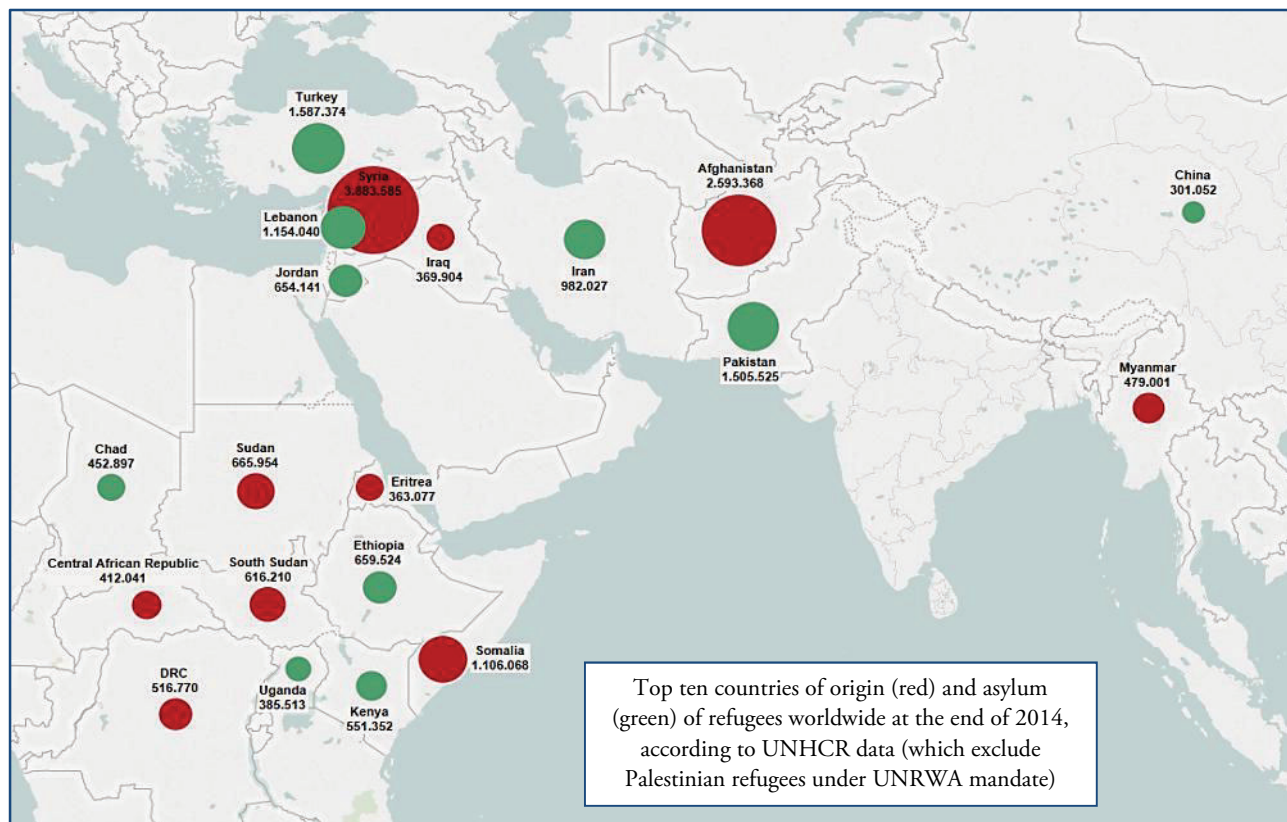 Turkey
1.587.374
Syria
3.883.585
Lebanon
1.154.040
Iraq
369.904
Jordan
654.141
Iran
982.027
Afghanistan
2.593.368
China
301.052
Pakistan
1.505.525
Myanmar
479.001
Chad
452.897
Sudan
665.954
Eritrea
363.077
Ethiopia
659.524
Central African Republic
412.041
South Sudan
616.210
Somalia
1.106.068
DRC
516.770
Uganda
385.513
Kenya
551.352
Top ten countries of origin (red) and asylum
(green) of refugees worldwide at the end of 2014,
according to UNHCR data (which exclude
Palestinian refugees under UNRWA mandate)